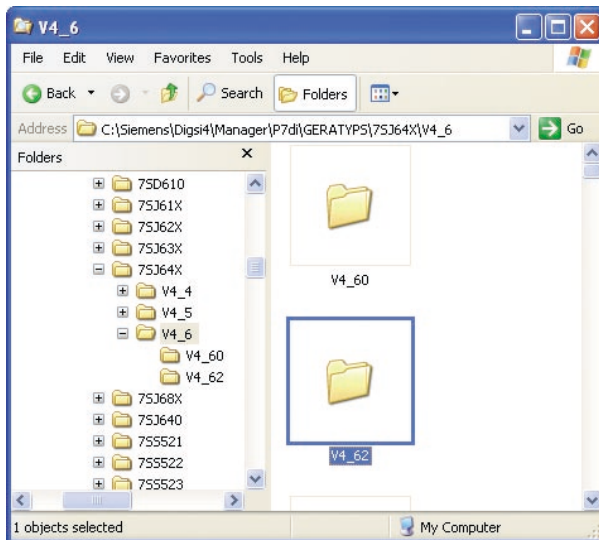 V4_6
File Edit View Favorites Tools Help
Back Search Folders
Address C:\Siemens\Digsi4\Manager\P7di\GERATYPS\7SJ64X\V4_6 Go
Folders
7SD610
7SJ61X
7SJ62X
7SJ63X
7SJ64X
V4_4
V4_5
V4_6
V4_60
V4_62
7SJ68X
7SJ640
7SS521
7SS522
7SS523
V4_60
V4_62
1 objects selected My Computer